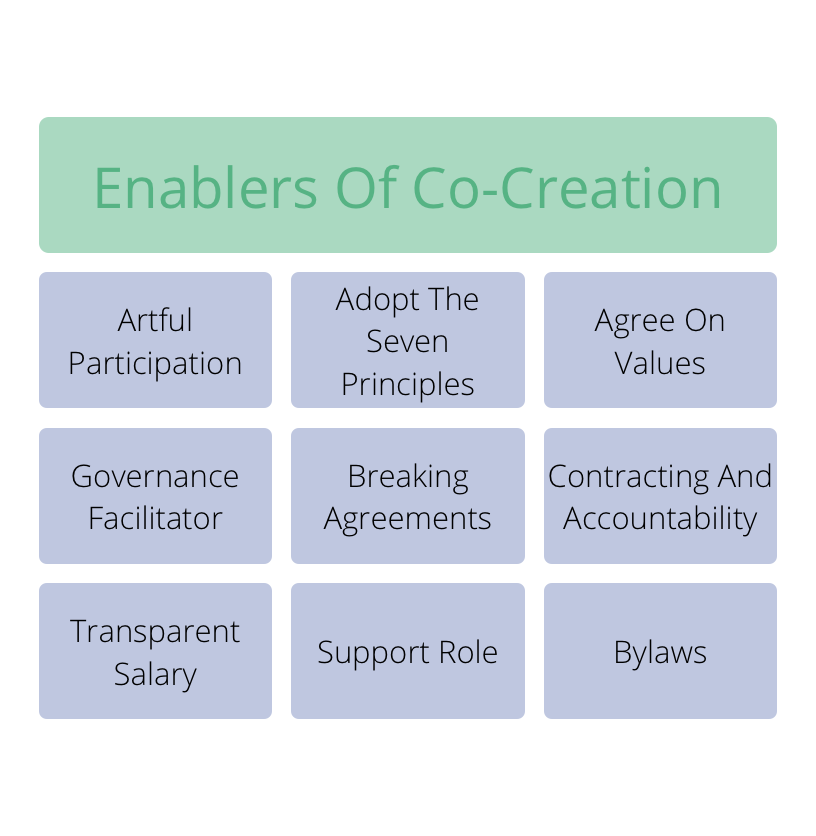 Enablers Of Co-Creation
Artful
Participation
Adopt The
Seven
Principles
Agree On
Values
Governance
Facilitator
Breaking
Agreements
Contracting And
Accountability
Transparent
Salary
Support Role
Bylaws